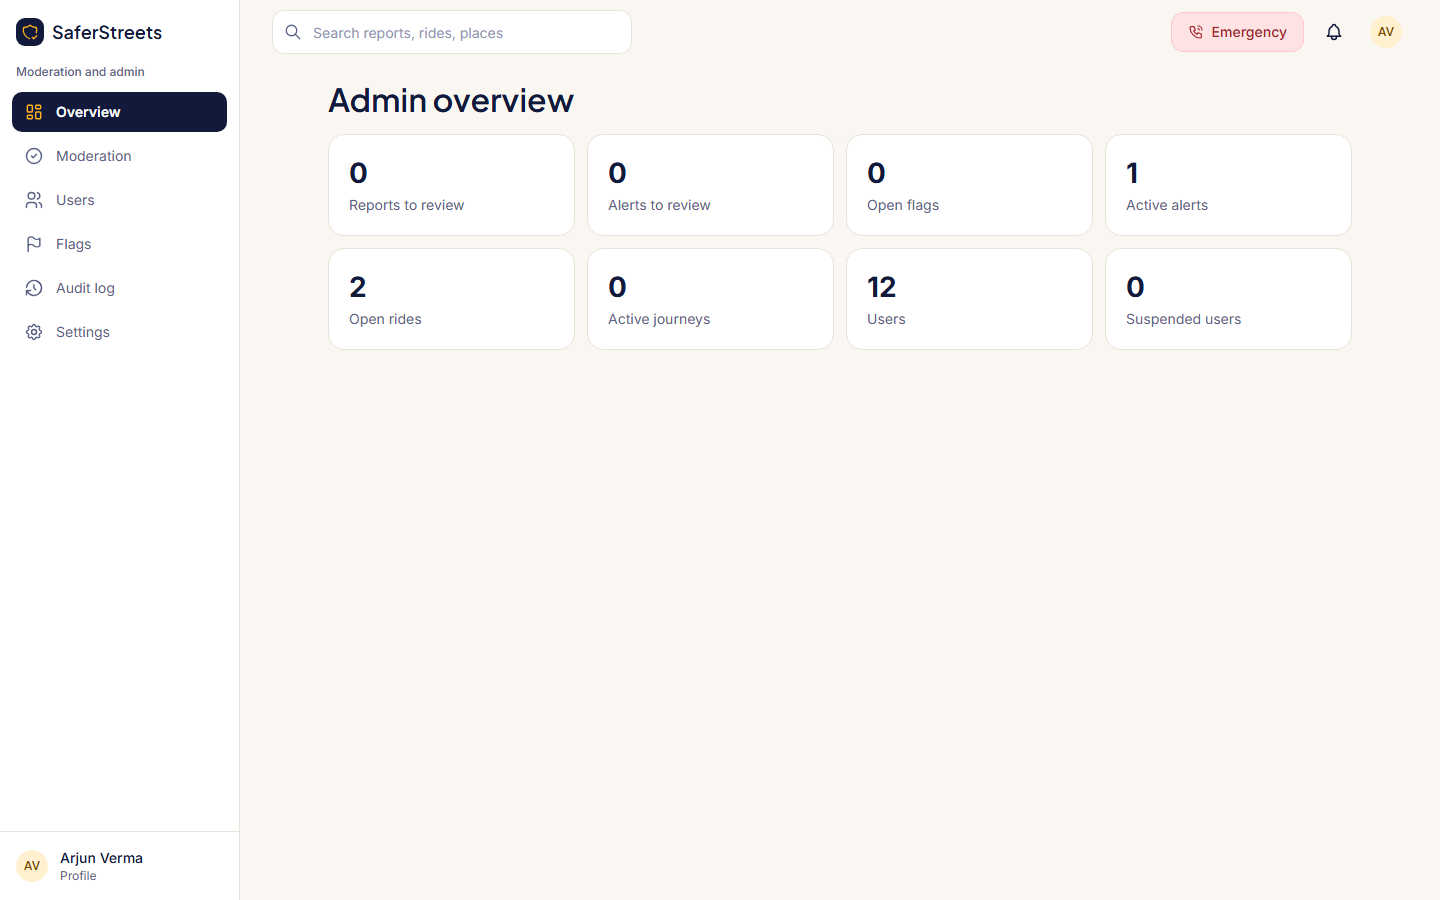 SaferStreets
Moderation and admin
Overview
Moderation
Users
Flags
Audit log
Settings
AV
Arjun Verma
Profile
Search reports, rides, places
Emergency
AV
Admin overview
0
Reports to review
0
Alerts to review
0
Open flags
1
Active alerts
2
Open rides
0
Active journeys
12
Users
0
Suspended users